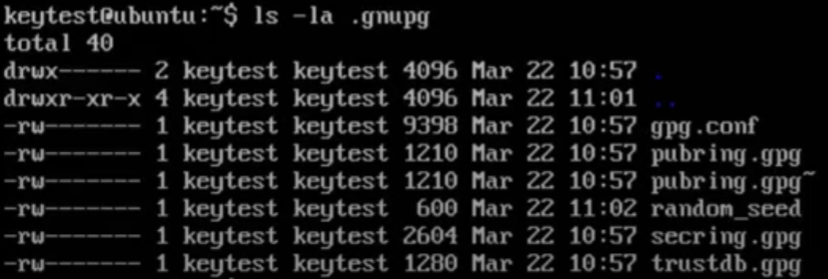 keytest@ubuntu:~$ ls -la .gnupg
total 40
drwx------ 2 keytest keytest 4096 Mar 22 10:57 .
drwxr-xr-x 4 keytest keytest 4096 Mar 22 11:01 ..
-rw------- 1 keytest keytest 9398 Mar 22 10:57 gpg.conf
-rw------- 1 keytest keytest 1210 Mar 22 10:57 pubring.gpg
-rw------- 1 keytest keytest 1210 Mar 22 10:57 pubring.gpg~
-rw------- 1 keytest keytest  600 Mar 22 11:02 random_seed
-rw------- 1 keytest keytest 2604 Mar 22 10:57 secring.gpg
-rw------- 1 keytest keytest 1280 Mar 22 10:57 trustdb.gpg